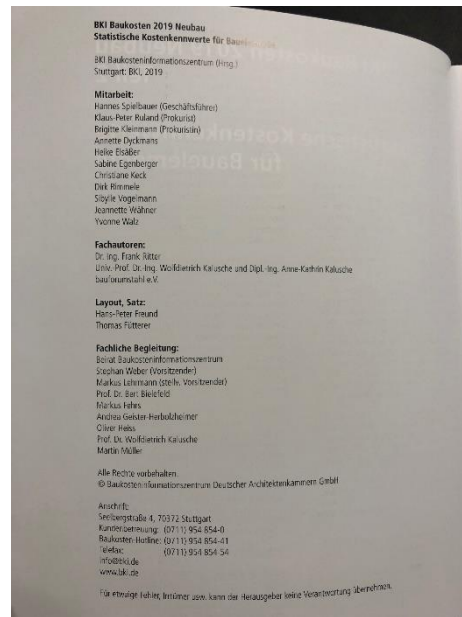 BKI Baukosten 2019 Neubau
Statistische Kostenkennwerte für Bauelemente
BKI Baukosteninformationszentrum (Hrsg.)
Stuttgart: BKI, 2019
Mitarbeit:
Hannes Spielbauer (Geschäftsführer)
Klaus-Peter Ruland (Prokurist)
Brigitte Kleinmann (Prokuristin)
Annette Dyckmans
Heike Elsäßer
Sabine Egenberger
Christiane Keck
Dirk Rimmele
Sibylle Vogelmann
Jeannette Wähner
Yvonne Walz
Fachautoren:
Dr. Ing. Frank Ritter
Univ. Prof. Dr.-Ing. Wolfdietrich Kalusche und Dipl.-Ing. Anne-Kathrin Kalusche
bauforumstahl e.V.
Layout, Satz:
Hans-Peter Freund
Thomas Fütterer
Fachliche Begleitung:
Beirat Baukosteninformationszentrum
Stephan Weber (Vorsitzender)
Markus Lehrmann (stellv. Vorsitzender)
Prof. Dr. Bert Bielefeld
Markus Fehrs
Andrea Geister-Herbolzheimer
Oliver Heiss
Prof. Dr. Wolfdietrich Kalusche
Martin Müller
Alle Rechte vorbehalten.
© Baukosteninformationszentrum Deutscher Architektenkammern GmbH
Anschrift:
Seelbergstraße 4, 70372 Stuttgart
Kundenbetreuung: (0711) 954 854-0
Baukosten-Hotline: (0711) 954 854-41
Telefax: (0711) 954 854-54
info@bki.de
www.bki.de
Für etwaige Fehler, Irrtümer usw. kann der Herausgeber keine Verantwortung übernehmen.